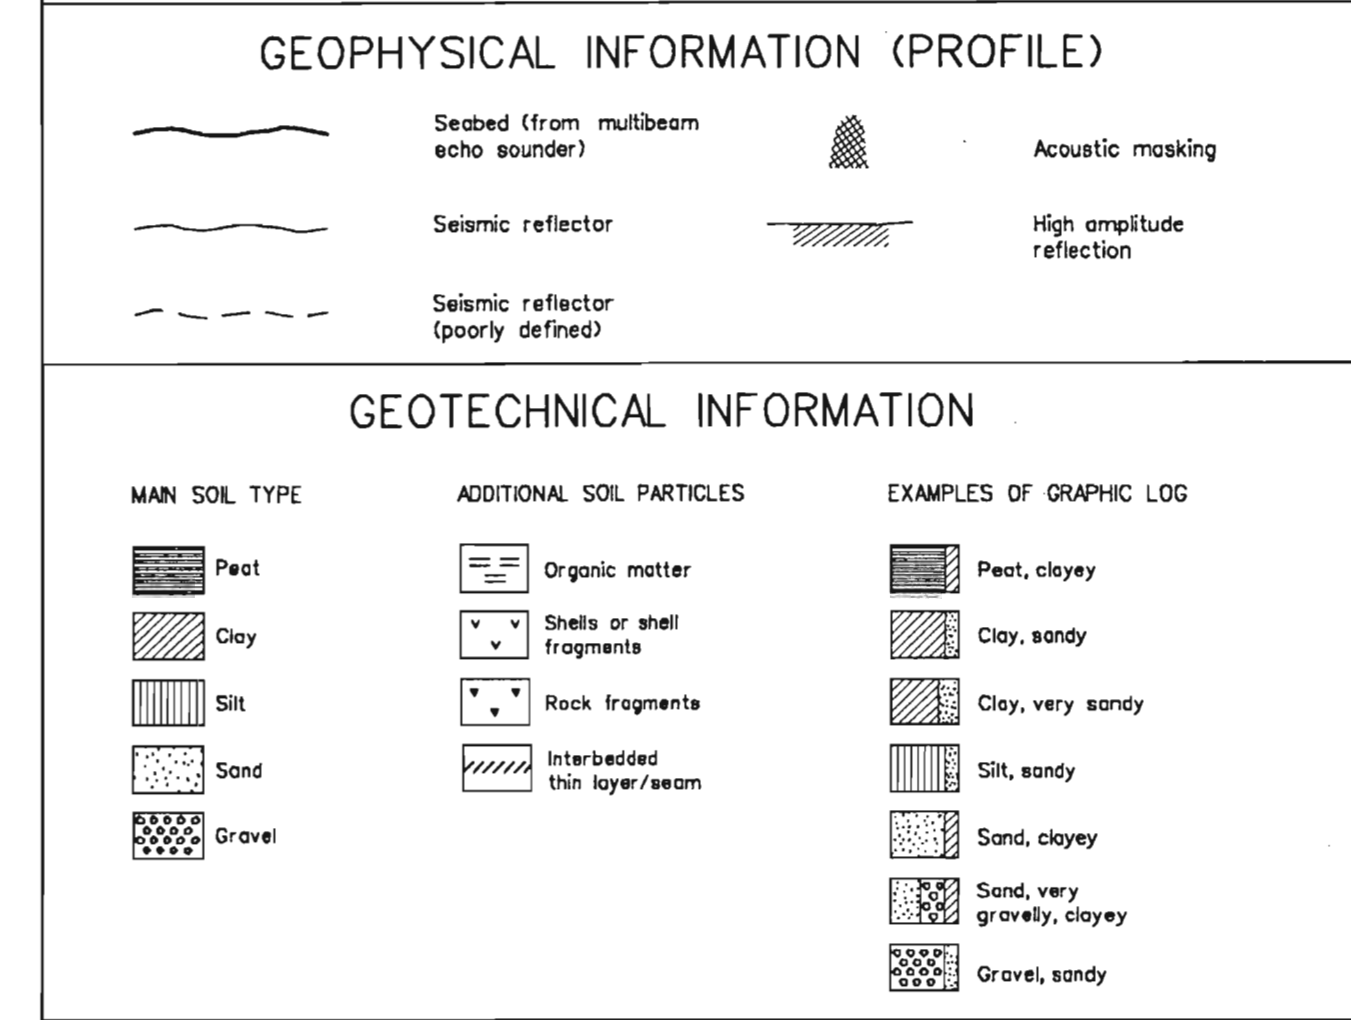 GEOPHYSICAL INFORMATION (PROFILE)
Seabed (from multibeam
echo sounder)
Acoustic masking
Seismic reflector
High amplitude
reflection
Seismic reflector
(poorly defined)
GEOTECHNICAL INFORMATION
MAIN SOIL TYPE
Peat
Clay
Silt
Sand
Gravel
ADDITIONAL SOIL PARTICLES
Organic matter
Shells or shell
fragments
Rock fragments
Interbedded
thin layer/seam
EXAMPLES OF GRAPHIC LOG
Peat, clayey
Clay, sandy
Clay, very sandy
Silt, sandy
Sand, clayey
Sand, very
gravelly, clayey
Gravel, sandy